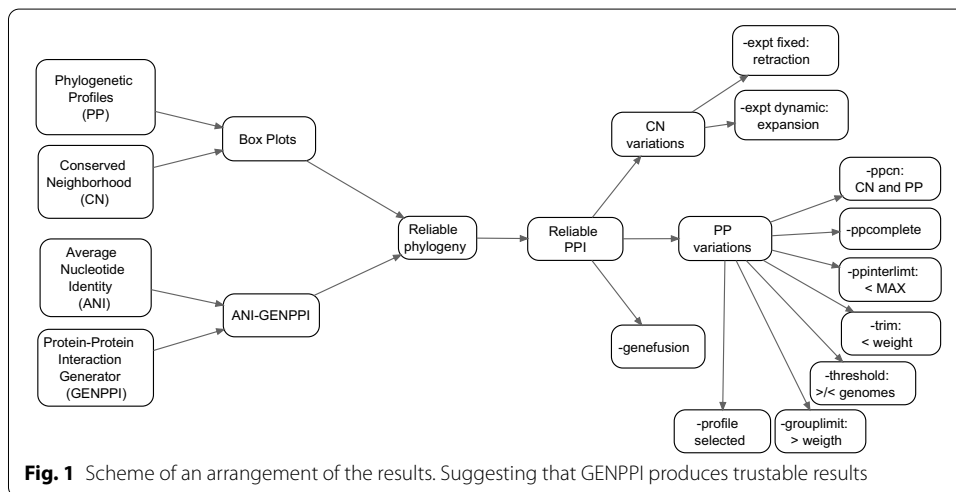 Phylogenetic
Profiles
(PP)
Conserved
Neighborhood
(CN)
Average
Nucleotide
Identity
(ANI)
Protein-Protein
Interaction
Generator
(GENPPI)
Box Plots
ANI-GENPPI
Reliable
phylogeny
Reliable
PPI
CN
variations
-expt fixed:
retraction
-expt dynamic:
expansion
PP
variations
-genefusion
-ppcn:
CN and PP
-ppcomplete
-ppinterlimt:
< MAX
-trim:
< weight
-threshold:
>/< genomes
-grouplimit:
> weigth
-profile
selected
Fig. 1 Scheme of an arrangement of the results. Suggesting that GENPPI produces trustable results